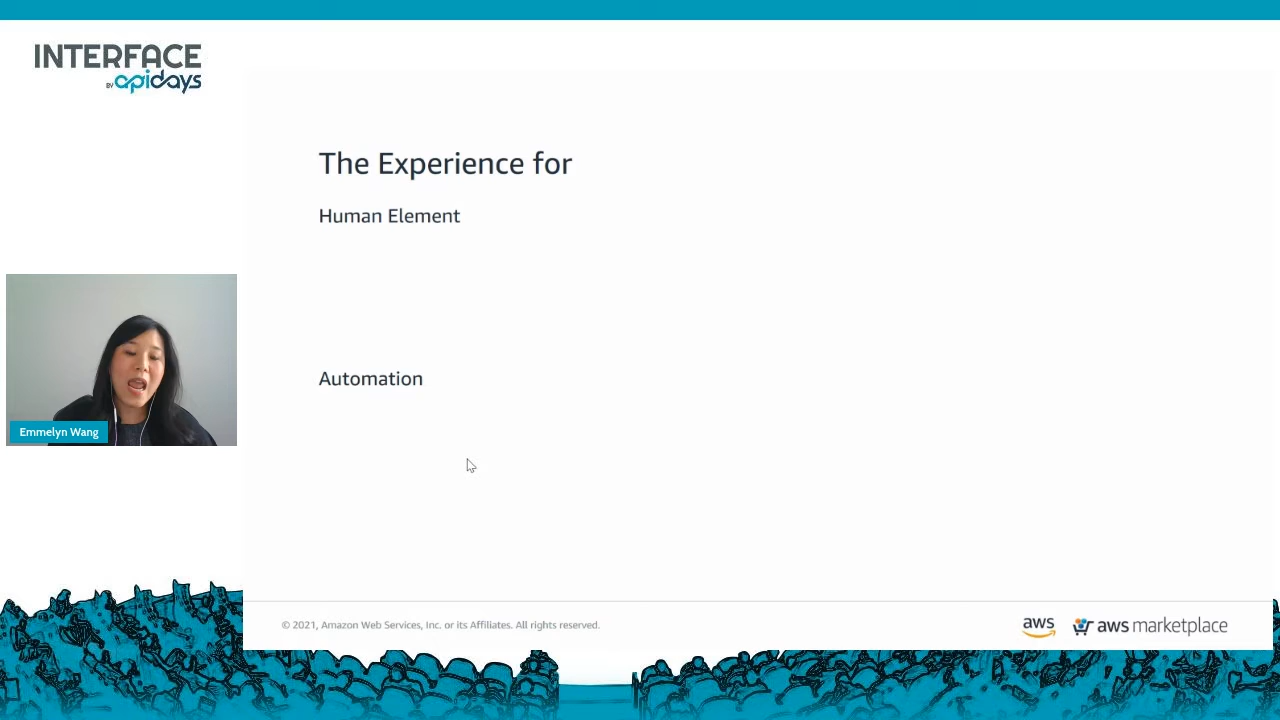 INTERFACE
BY apidays
The Experience for
Human Element
Emmelyn Wang
Automation
© 2021, Amazon Web Services, Inc. or its Affiliates. All rights reserved.
aws
aws marketplace